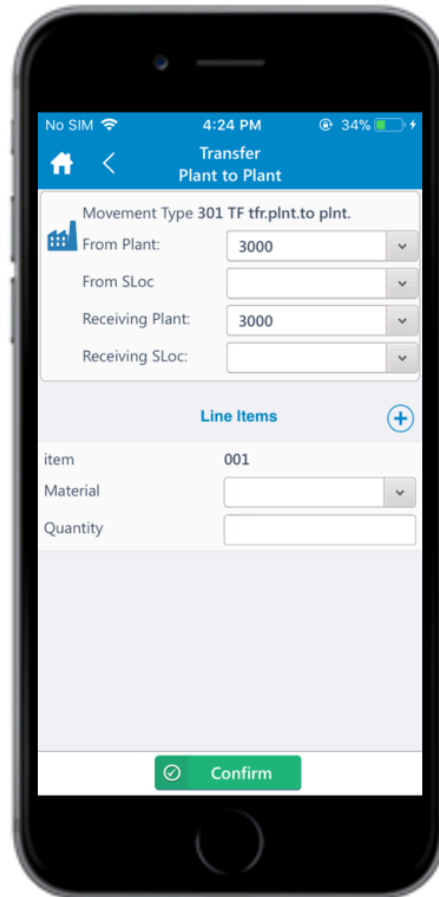 No SIM 4:24 PM 34%
Transfer
Plant to Plant
Movement Type 301 TF tfr.plnt.to plnt.
From Plant: 3000
From SLoc
Receiving Plant: 3000
Receiving SLoc:
Line Items
item 001
Material
Quantity
Confirm